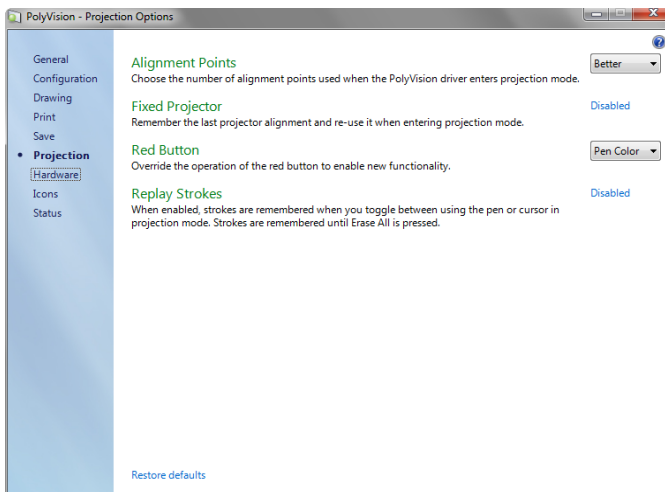 PolyVision - Projection Options
General
Configuration
Drawing
Print
Save
Projection
Hardware
Icons
Status
Alignment Points
Choose the number of alignment points used when the PolyVision driver enters projection mode.
Better
Fixed Projector
Remember the last projector alignment and re-use it when entering projection mode.
Disabled
Red Button
Override the operation of the red button to enable new functionality.
Pen Color
Replay Strokes
When enabled, strokes are remembered when you toggle between using the pen or cursor in
projection mode. Strokes are remembered until Erase All is pressed.
Disabled
Restore defaults